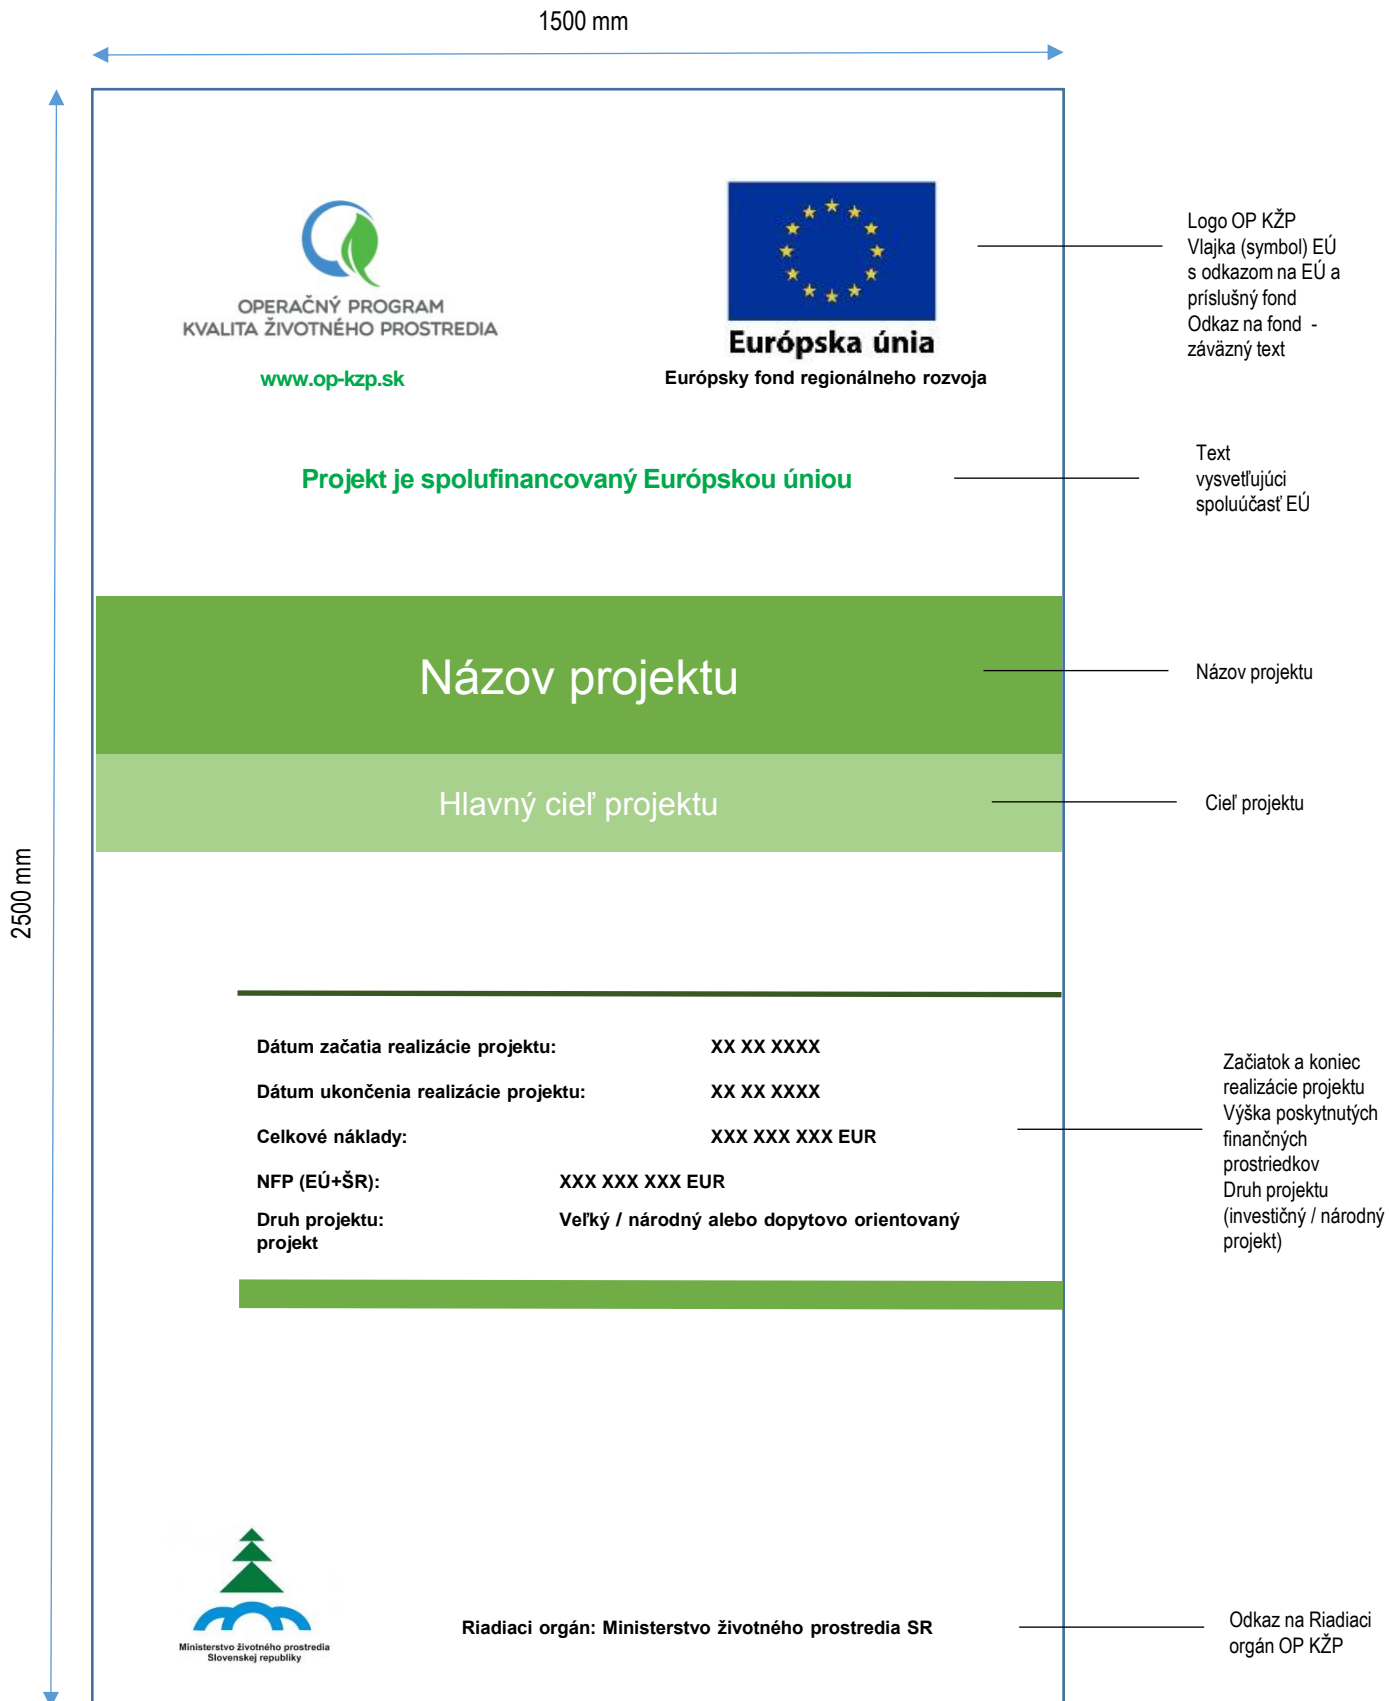 1500 mm
2500 mm
OPERAČNÝ PROGRAM
KVALITA ŽIVOTNÉHO PROSTREDIA
www.op-kzp.sk
Európska únia
Európsky fond regionálneho rozvoja
Logo OP KŽP
Vlajka (symbol) EÚ
s odkazom na EÚ a
príslušný fond
Odkaz na fond -
záväzný text
Projekt je spolufinancovaný Európskou úniou
Text
vysvetľujúci
spoluúčasť EÚ
Názov projektu
Názov projektu
Hlavný cieľ projektu
Cieľ projektu
Dátum začatia realizácie projektu: XX XX XXXX
Dátum ukončenia realizácie projektu: XX XX XXXX
Celkové náklady: XXX XXX XXX EUR
NFP (EÚ+ŠR): XXX XXX XXX EUR
Druh projektu: Veľký / národný alebo dopytovo orientovaný
projekt
Začiatok a koniec
realizácie projektu
Výška poskytnutých
finančných
prostriedkov
Druh projektu
(investičný / národný
projekt)
Ministerstvo životného prostredia
Slovenskej republiky
Riadiaci orgán: Ministerstvo životného prostredia SR
Odkaz na Riadiaci
orgán OP KŽP